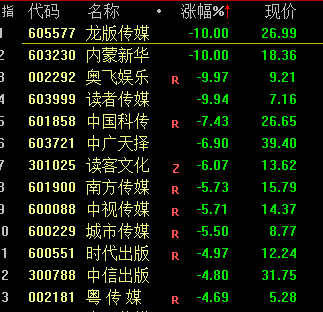 指 代码 名称 • 涨幅%↑ 现价
1 605577 龙版传媒 -10.00 26.99
2 603230 内蒙新华 -10.00 18.36
3 002292 奥飞娱乐 R -9.97 9.21
4 603999 读者传媒 -9.94 7.16
5 601858 中国科传 R -7.43 26.65
6 603721 中广天择 -6.90 39.40
7 301025 读客文化 Z -6.07 13.62
8 601900 南方传媒 R -5.73 15.79
9 600088 中视传媒 R -5.71 14.37
0 600229 城市传媒 R -5.50 8.77
1 600551 时代出版 R -4.97 12.24
2 300788 中信出版 R -4.80 31.75
3 002181 粤传媒 R -4.69 5.28